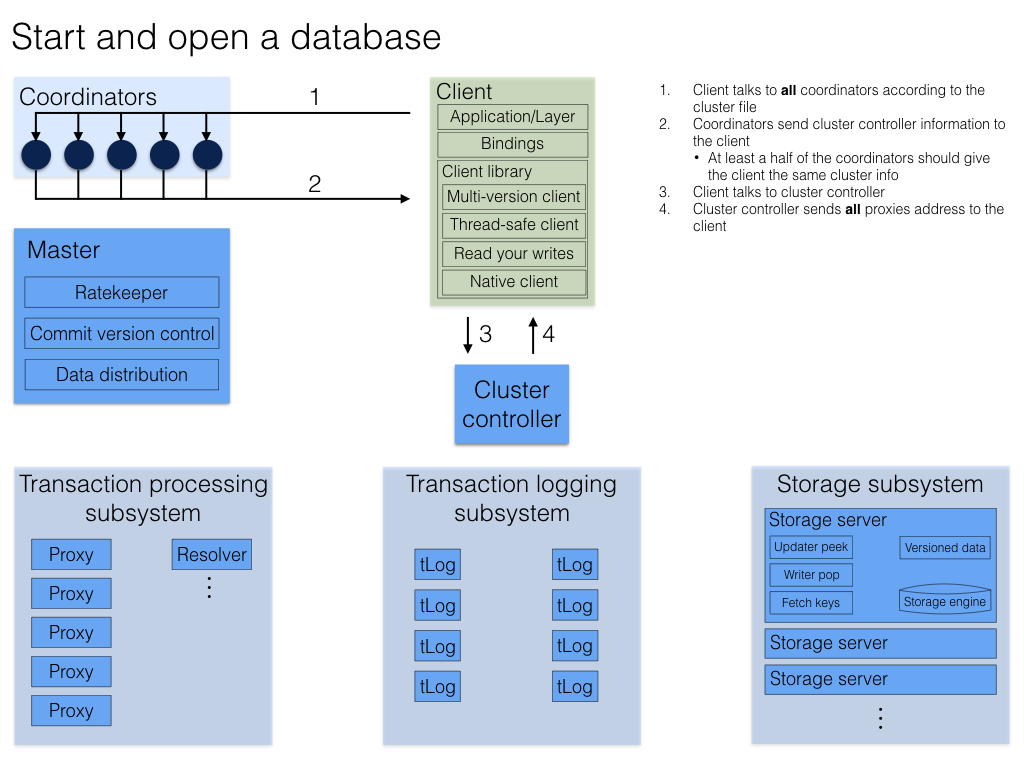 Start and open a database
Coordinators
1
2
Client
Application/Layer
Bindings
Client library
Multi-version client
Thread-safe client
Read your writes
Native client
1. Client talks to all coordinators according to the
cluster file
2. Coordinators send cluster controller information to
the client
• At least a half of the coordinators should give
the client the same cluster info
3. Client talks to cluster controller
4. Cluster controller sends all proxies address to the
client
Master
Ratekeeper
Commit version control
Data distribution
3
4
Cluster
controller
Transaction processing
subsystem
Proxy
Proxy
Proxy
Proxy
Proxy
Resolver
Transaction logging
subsystem
tLog
tLog
tLog
tLog
tLog
tLog
tLog
tLog
Storage subsystem
Storage server
Updater peek
Writer pop
Fetch keys
Versioned data
Storage engine
Storage server
Storage server